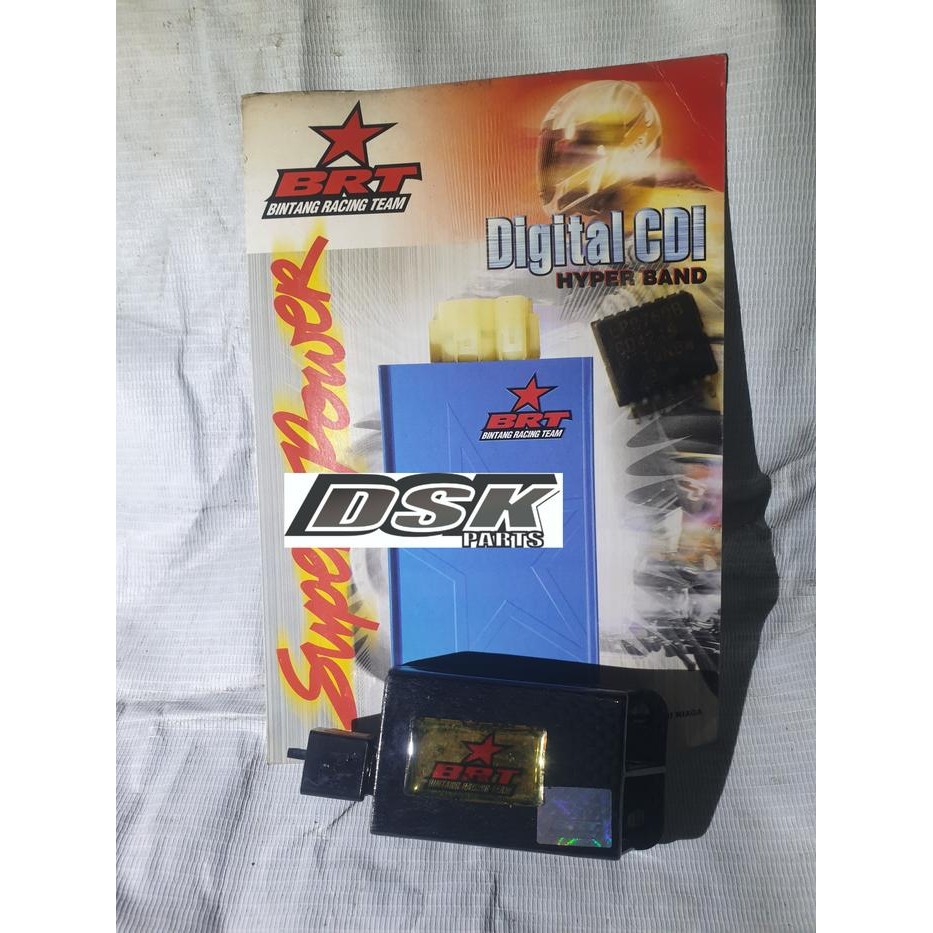 BRT
BINTANG RACING TEAM
Digital CDI
HYPER BAND
Super Power
BRT
BINTANG RACING TEAM
DSK
PARTS
BRT
BINTANG RACING TEAM